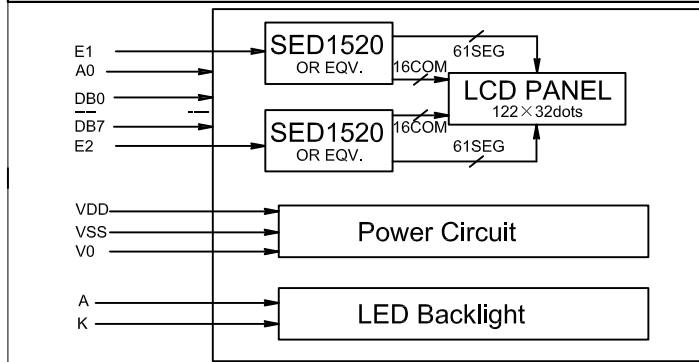 E1
A0
DB0
DB7
E2
SED1520
OR EQV.
61SEG
16COM
LCD PANEL
122×32dots
SED1520
OR EQV.
16COM
61SEG
VDD
VSS
V0
Power Circuit
A
K
LED Backlight